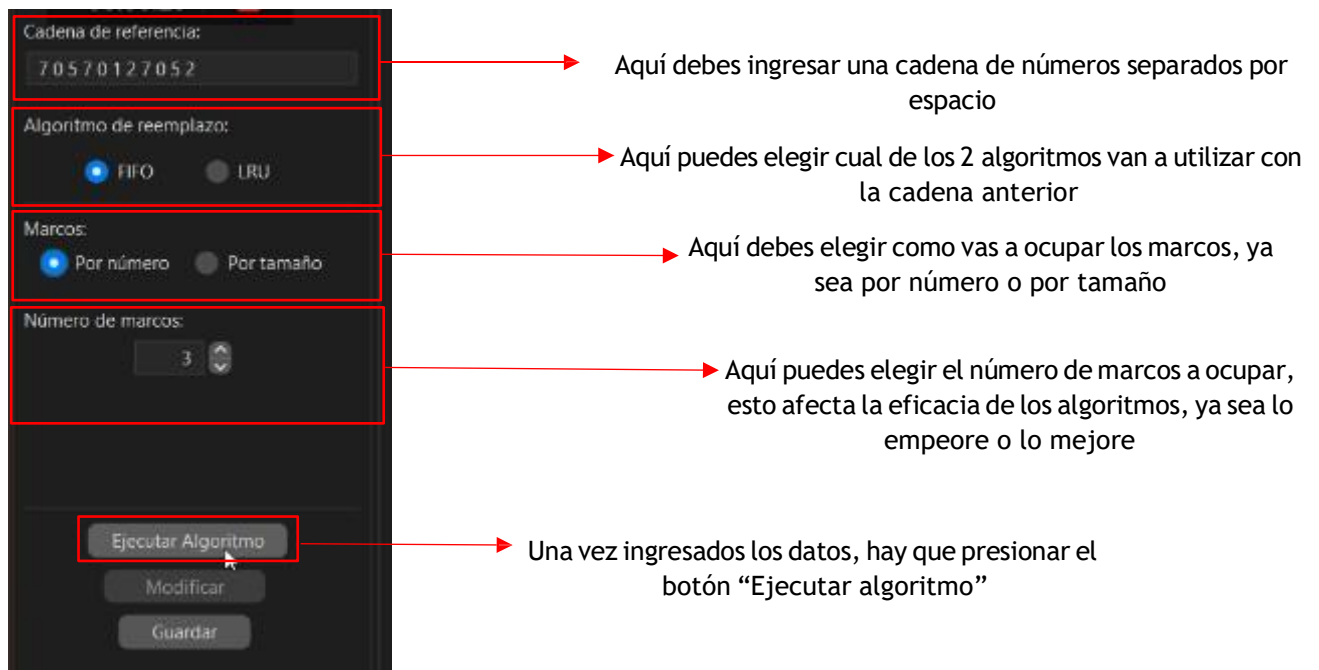 Cadena de referencia:
7 0 5 7 0 1 2 7 0 5 2
Aquí debes ingresar una cadena de números separados por
espacio
Algoritmo de reemplazo:
FIFO
LRU
Aquí puedes elegir cual de los 2 algoritmos van a utilizar con
la cadena anterior
Marcos:
Por número
Por tamaño
Aquí debes elegir como vas a ocupar los marcos, ya
sea por número o por tamaño
Número de marcos:
3
Aquí puedes elegir el número de marcos a ocupar,
esto afecta la eficacia de los algoritmos, ya sea lo
empeore o lo mejore
Ejecutar Algoritmo
Una vez ingresados los datos, hay que presionar el
botón “Ejecutar algoritmo”
Modificar
Guardar